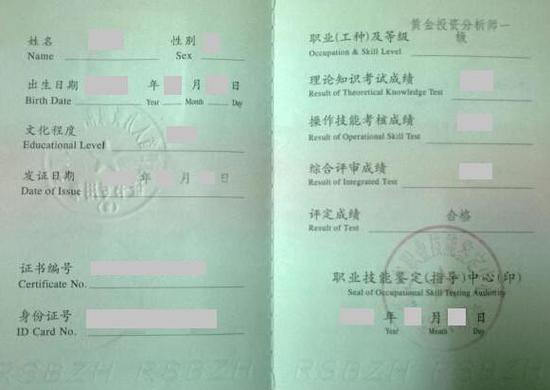 姓名 性别
Name Sex
出生日期 年 月 日
Birth Date Year Month Day
文化程度
Educational Level
发证日期 年 月 日
Date of Issue
证书编号
Certificate No.
身份证号
ID Card No.
黄金投资分析师一
职业(工种)及等级 级
Occupation & Skill Level
理论知识考试成绩
Result of Theoretical Knowledge Test
操作技能考核成绩
Result of Operational Skill Test
综合评审成绩
Result of Integrated Test
评定成绩 合格
Result of Test
职业技能鉴定(指导)中心(印)
Seal of Occupational Skill Testing Authority
年 月 日
Year Month Day
RSBZH RSBZH RSBZH